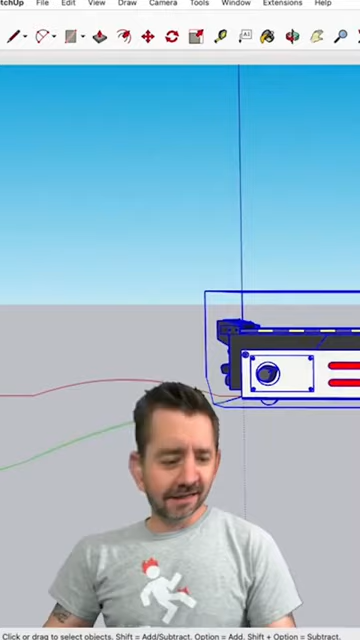 tchUp File Edit View Draw Camera Tools Window Extensions Help
Click or drag to select objects. Shift = Add/Subtract. Option = Add. Shift + Option = Subtract.